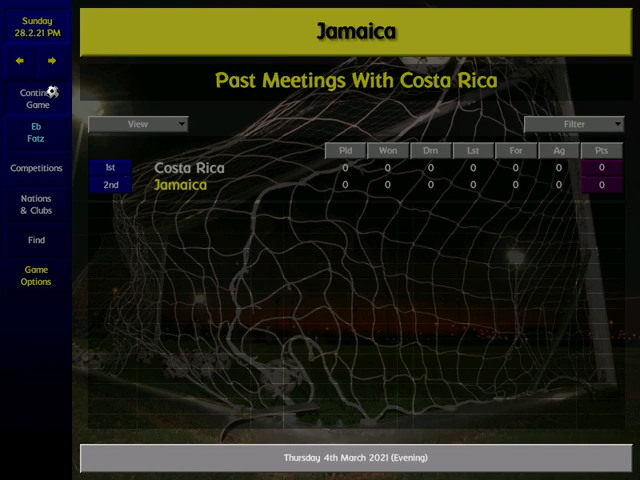 Sunday
28.2.21 PM
Continue
Game
Eb
Fatz
Competitions
Nations
& Clubs
Find
Game
Options
Jamaica
Past Meetings With Costa Rica
View
Filter
Pld Won Drn Lst For Ag Pts
1st Costa Rica 0 0 0 0 0 0 0
2nd Jamaica 0 0 0 0 0 0 0
Thursday 4th March 2021 (Evening)